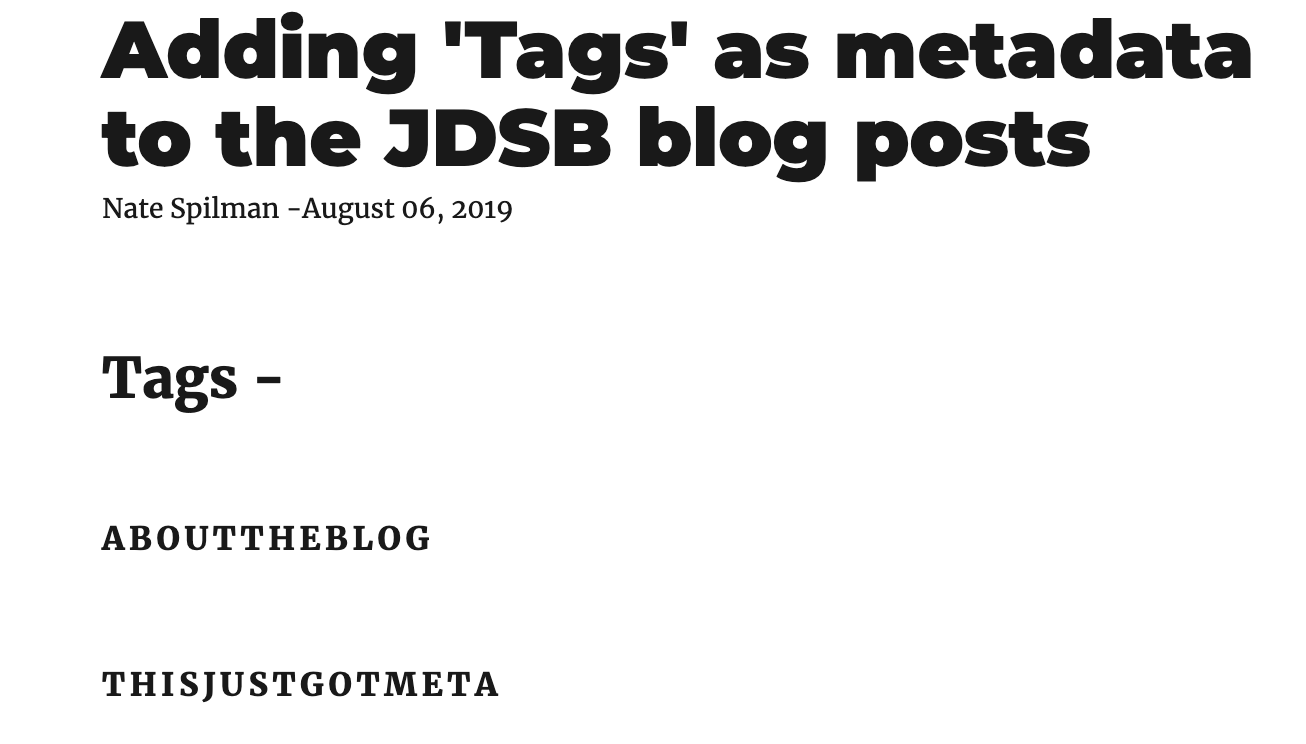 Adding 'Tags' as metadata
to the JDSB blog posts
Nate Spilman -August 06, 2019
Tags -
ABOUTTHEBLOG
THISJUSTGOTMETA